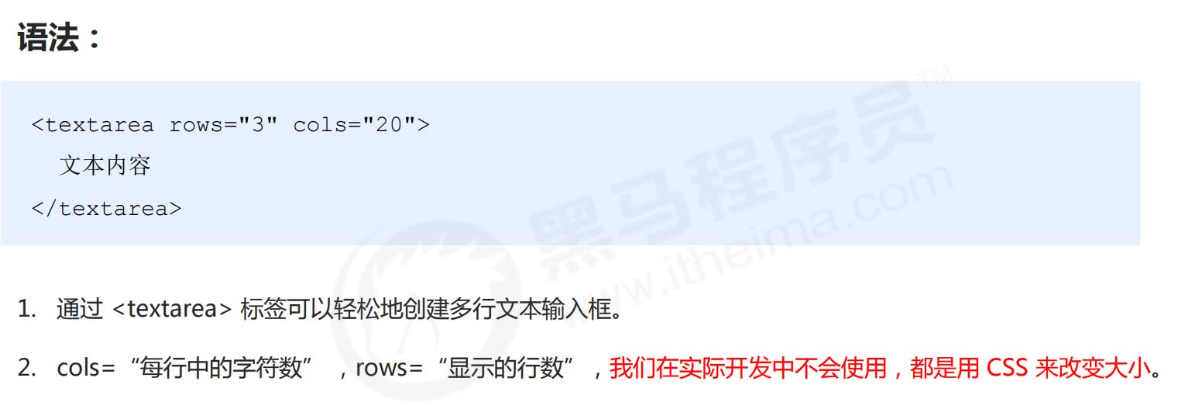 语法：
<textarea rows="3" cols="20">
文本内容
</textarea>
黑马程序员™
www.itheima.com
1. 通过 <textarea> 标签可以轻松地创建多行文本输入框。
2. cols=“每行中的字符数” ，rows=“显示的行数”，我们在实际开发中不会使用，都是用 CSS 来改变大小。